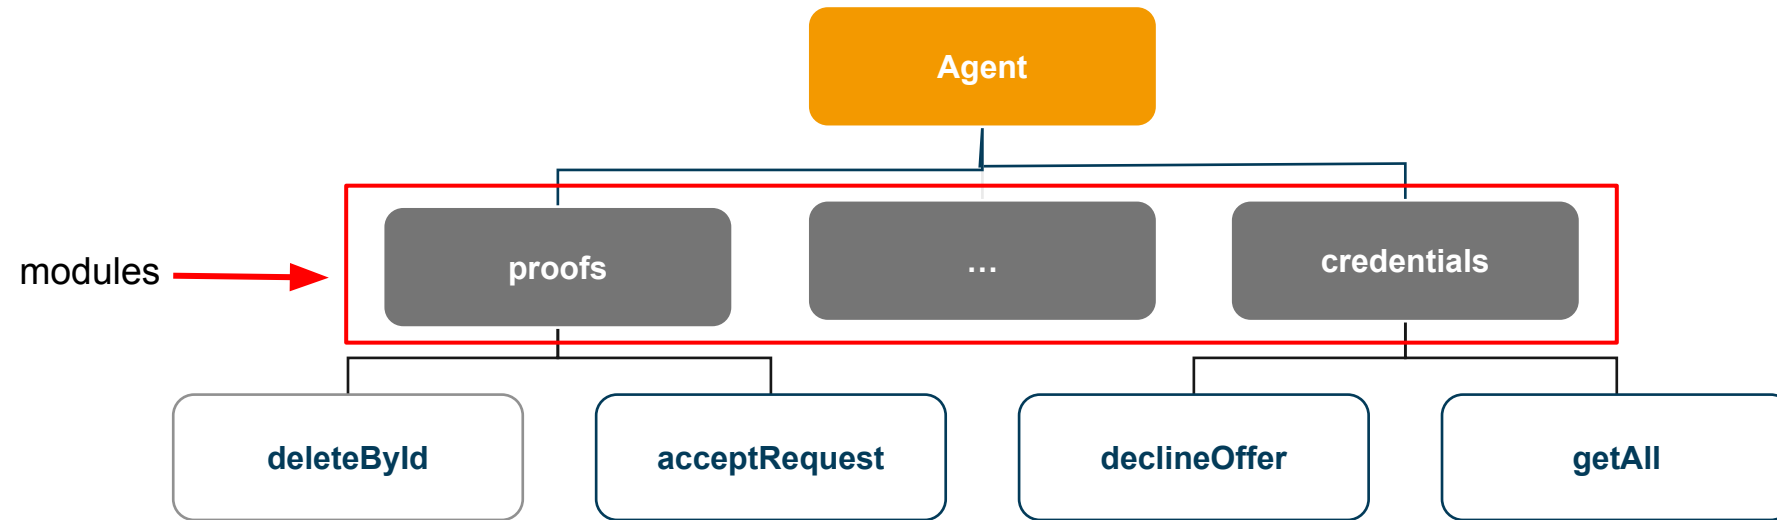 Agent
modules
proofs
...
credentials
deleteById
acceptRequest
declineOffer
getAll